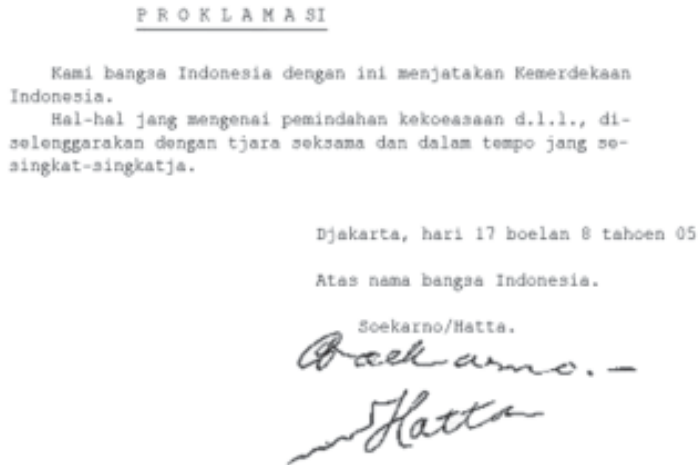 P R O K L A M A S I
Kami bangsa Indonesia dengan ini menjatakan Kemerdekaan
Indonesia.
Hal-hal jang mengenai pemindahan kekoeasaan d.l.l., di-
selenggarakan dengan tjara seksama dan dalam tempo jang se-
singkat-singkatja.
Djakarta, hari 17 boelan 8 tahoen 05
Atas nama bangsa Indonesia.
Soekarno/Hatta.
Soekarno.–
Hatta